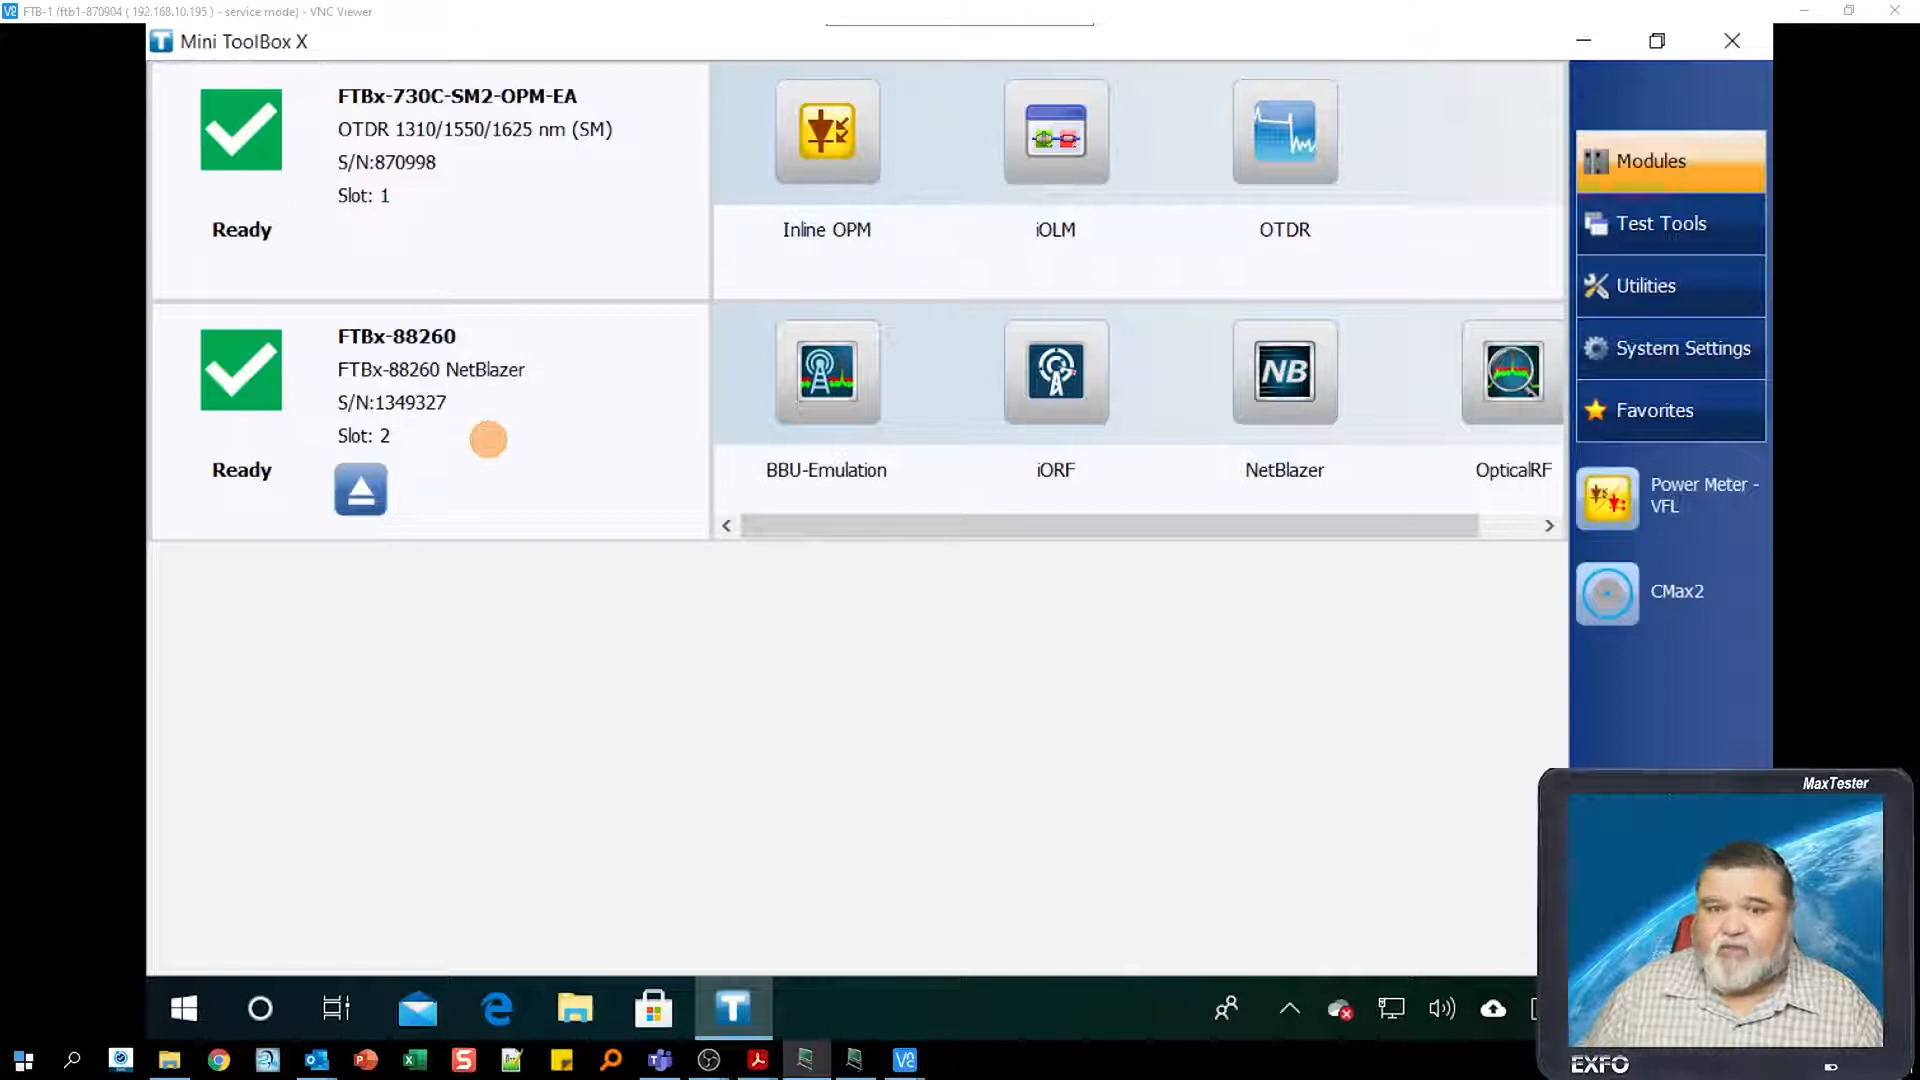 FTB-1 (ftb1-870904 ( 192.168.10.195 ) - service mode) - VNC Viewer
Mini ToolBox X
FTBx-730C-SM2-OPM-EA
OTDR 1310/1550/1625 nm (SM)
S/N:870998
Slot: 1
Ready
Inline OPM
iOLM
OTDR
FTBx-88260
FTBx-88260 NetBlazer
S/N:1349327
Slot: 2
Ready
BBU-Emulation
iORF
NB
NetBlazer
OpticalRF
Modules
Test Tools
Utilities
System Settings
Favorites
Power Meter -
VFL
CMax2
MaxTester
EXFO